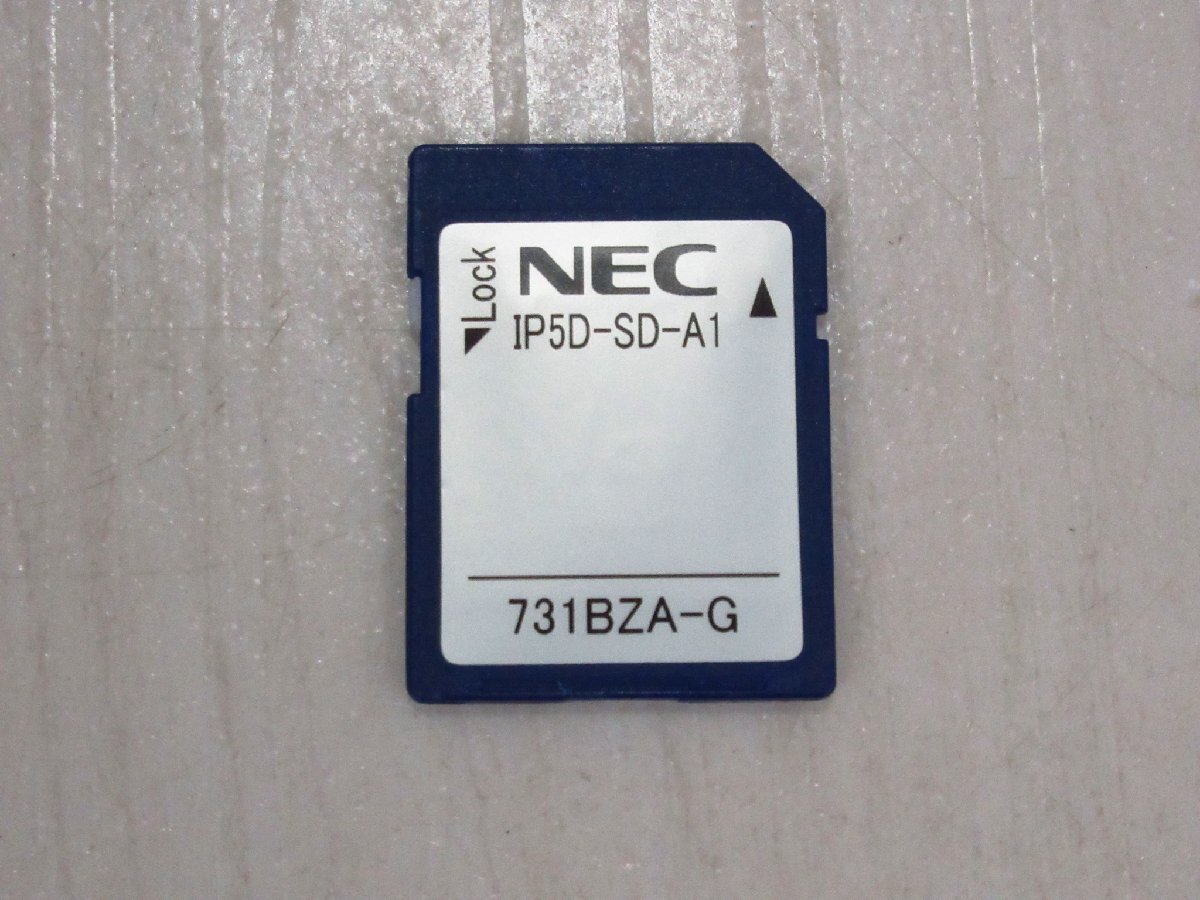 Lock
NEC
IP5D-SD-A1
731BZA-G